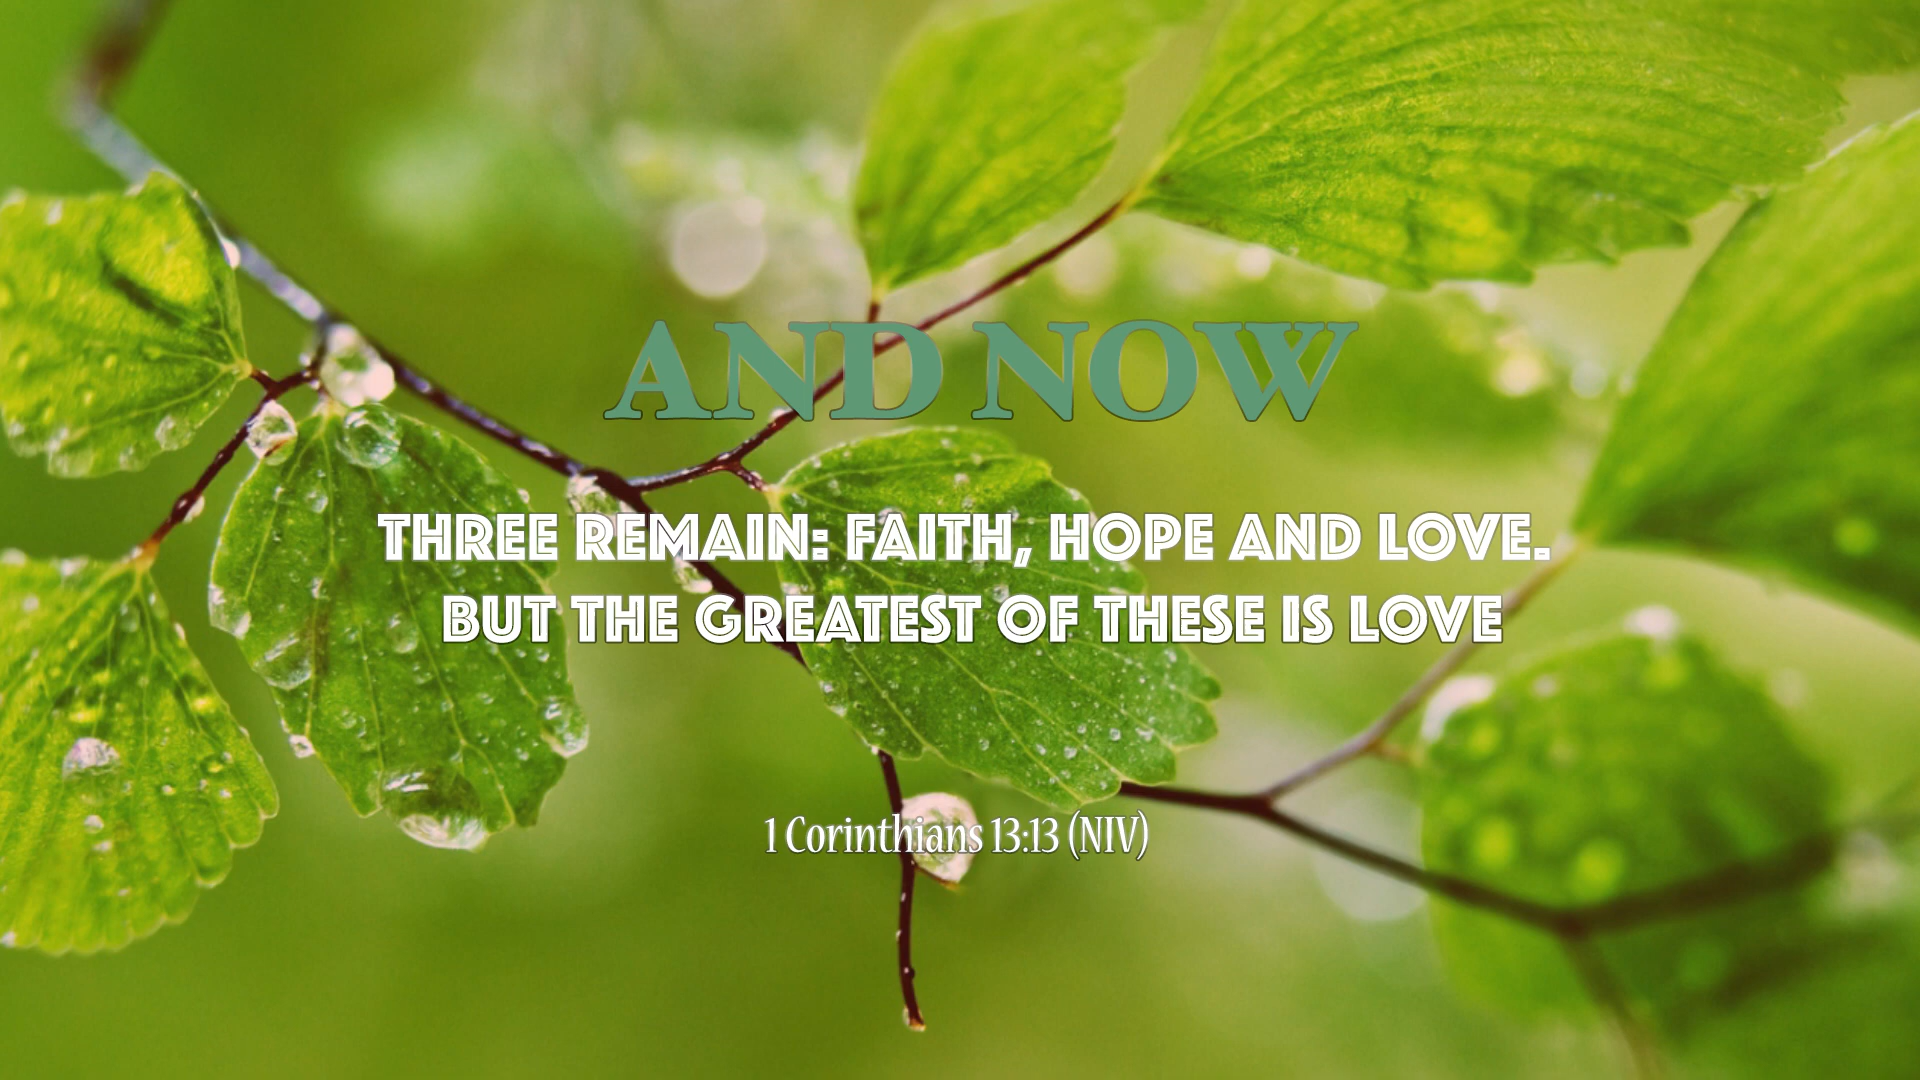 AND NOW
THREE REMAIN: FAITH, HOPE AND LOVE.
BUT THE GREATEST OF THESE IS LOVE
1 Corinthians 13:13 (NIV)